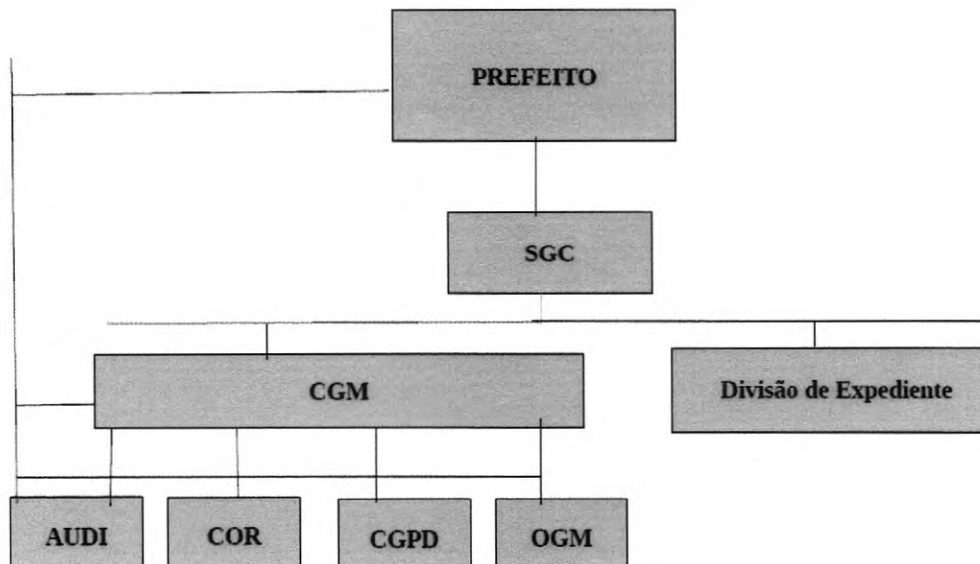 PREFEITO
SGC
CGM
Divisão de Expediente
AUDI
COR
CGPD
OGM